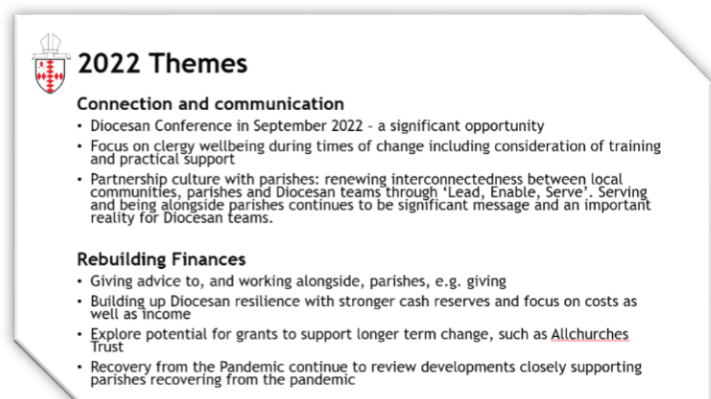 2022 Themes
Connection and communication
• Diocesan Conference in September 2022 - a significant opportunity
• Focus on clergy wellbeing during times of change including consideration of training
and practical support
• Partnership culture with parishes: renewing interconnectedness between local
communities, parishes and Diocesan teams through ‘Lead, Enable, Serve’. Serving
and being alongside parishes continues to be significant message and an important
reality for Diocesan teams.
Rebuilding Finances
• Giving advice to, and working alongside, parishes, e.g. giving
• Building up Diocesan resilience with stronger cash reserves and focus on costs as
well as income
• Explore potential for grants to support longer term change, such as Allchurches
Trust
• Recovery from the Pandemic continue to review developments closely supporting
parishes recovering from the pandemic